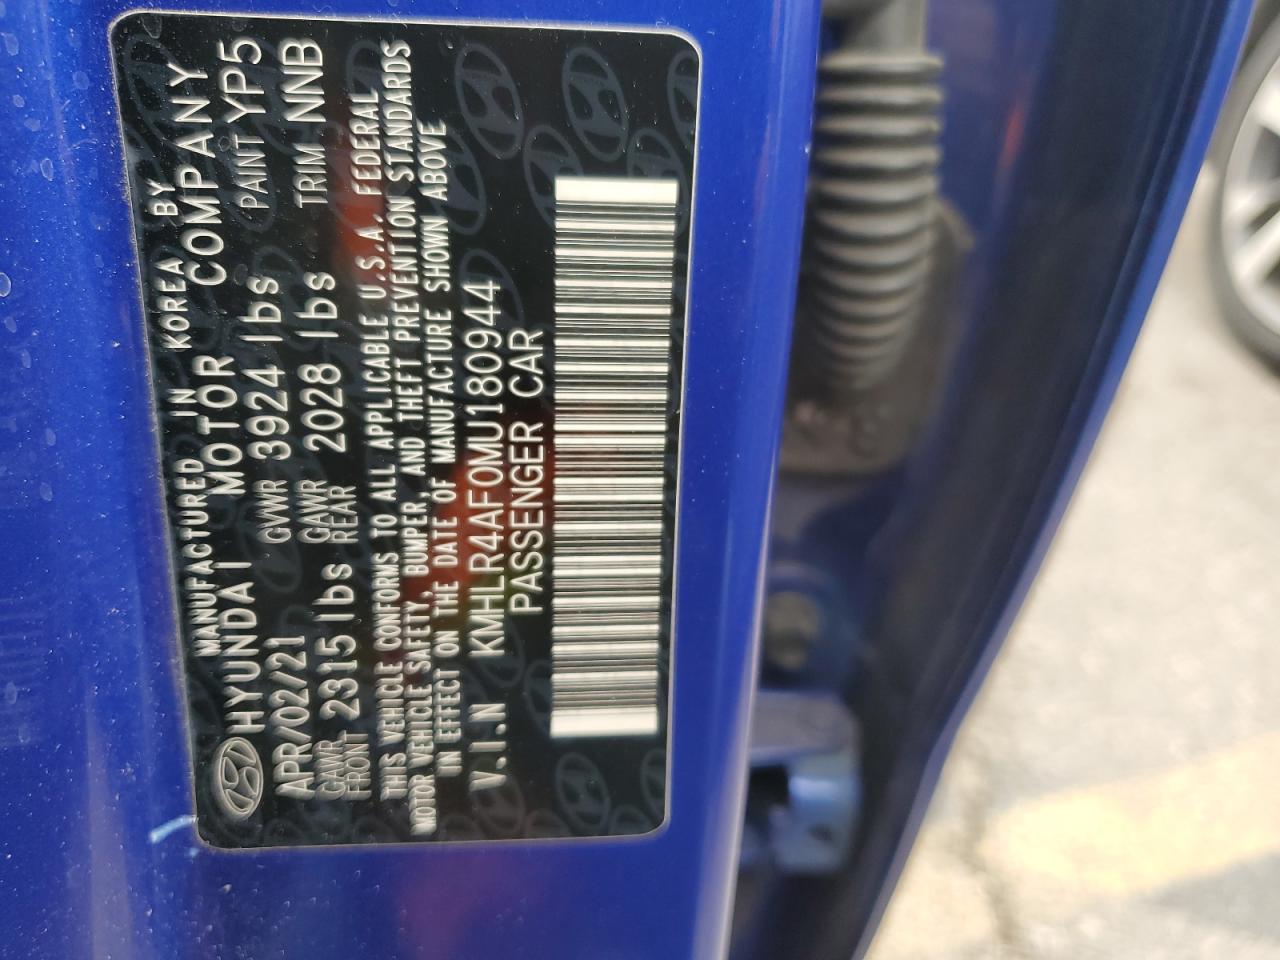 MANUFACTURED IN KOREA BY
HYUNDAI MOTOR COMPANY
APR/02/21 GVWR 3924 lbs PAINT YP5
GAWR FRONT 2315 lbs GAWR REAR 2028 lbs TRIM NNB
THIS VEHICLE CONFORMS TO ALL APPLICABLE U.S.A. FEDERAL
MOTOR VEHICLE SAFETY, BUMPER, AND THEFT PREVENTION STANDARDS
IN EFFECT ON THE DATE OF MANUFACTURE SHOWN ABOVE
V.I.N KMHLR4AF0MU180944
PASSENGER CAR